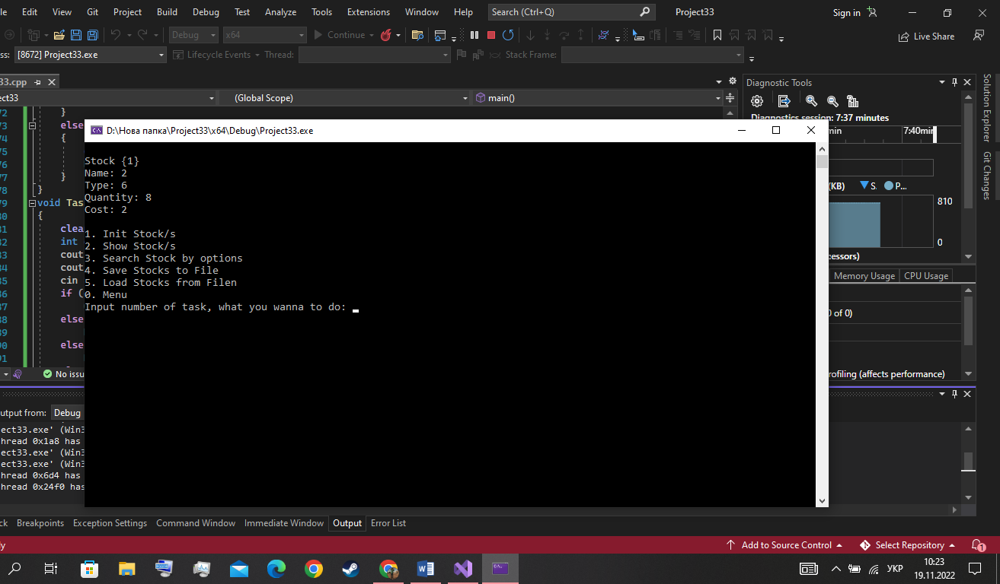 le Edit View Git Project Build Debug Test Analyze Tools Extensions Window Help Search (Ctrl+Q) Project33 Sign in
Debug x64 Continue Live Share
ss: [8672] Project33.exe Lifecycle Events Thread: Stack Frame:
33.cpp
ect33 (Global Scope) main()
72 }
73 else
74 {
75
76
77 }
78 }
79 void Tas
80 {
81 clea
82 int
83 cout
84 cout
85 cin
86 if (
87
88 else
89
90 else
91
No issu
D:\Нова папка\Project33\x64\Debug\Project33.exe
Stock {1}
Name: 2
Type: 6
Quantity: 8
Cost: 2
1. Init Stock/s
2. Show Stock/s
3. Search Stock by options
4. Save Stocks to File
5. Load Stocks from Filen
0. Menu
Input number of task, what you wanna to do:
Diagnostic Tools
Diagnostics session: 7:37 minutes
min 7:40min
(KB) S. P...
810
0
cessors)
Memory Usage CPU Usage
0 of 0)
rofiling (affects performance)
Solution Explorer
Git Changes
utput from: Debug
ect33.exe' (Win3
hread 0x1a8 has
ect33.exe' (Win3
ect33.exe' (Win3
hread 0x6d4 has
hread 0x24f0 has
ck Breakpoints Exception Settings Command Window Immediate Window Output Error List
ly Add to Source Control Select Repository 1
УКР 10:23
19.11.2022